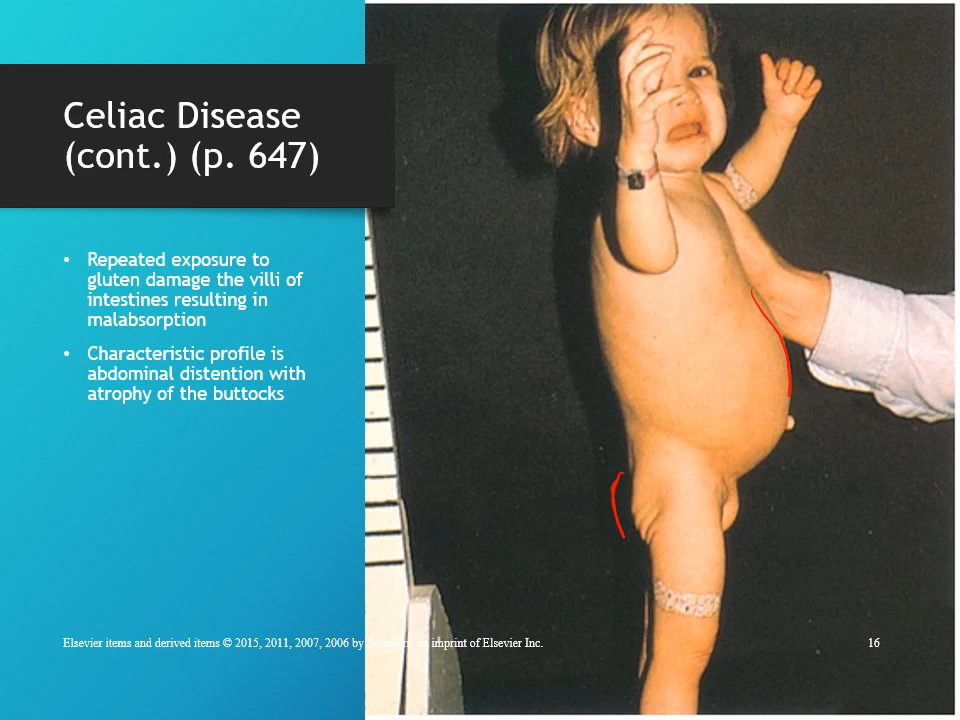 Celiac Disease
(cont.) (p. 647)
• Repeated exposure to
gluten damage the villi of
intestines resulting in
malabsorption
• Characteristic profile is
abdominal distention with
atrophy of the buttocks
Elsevier items and derived items © 2015, 2011, 2007, 2006 by imprint of Elsevier Inc.
16